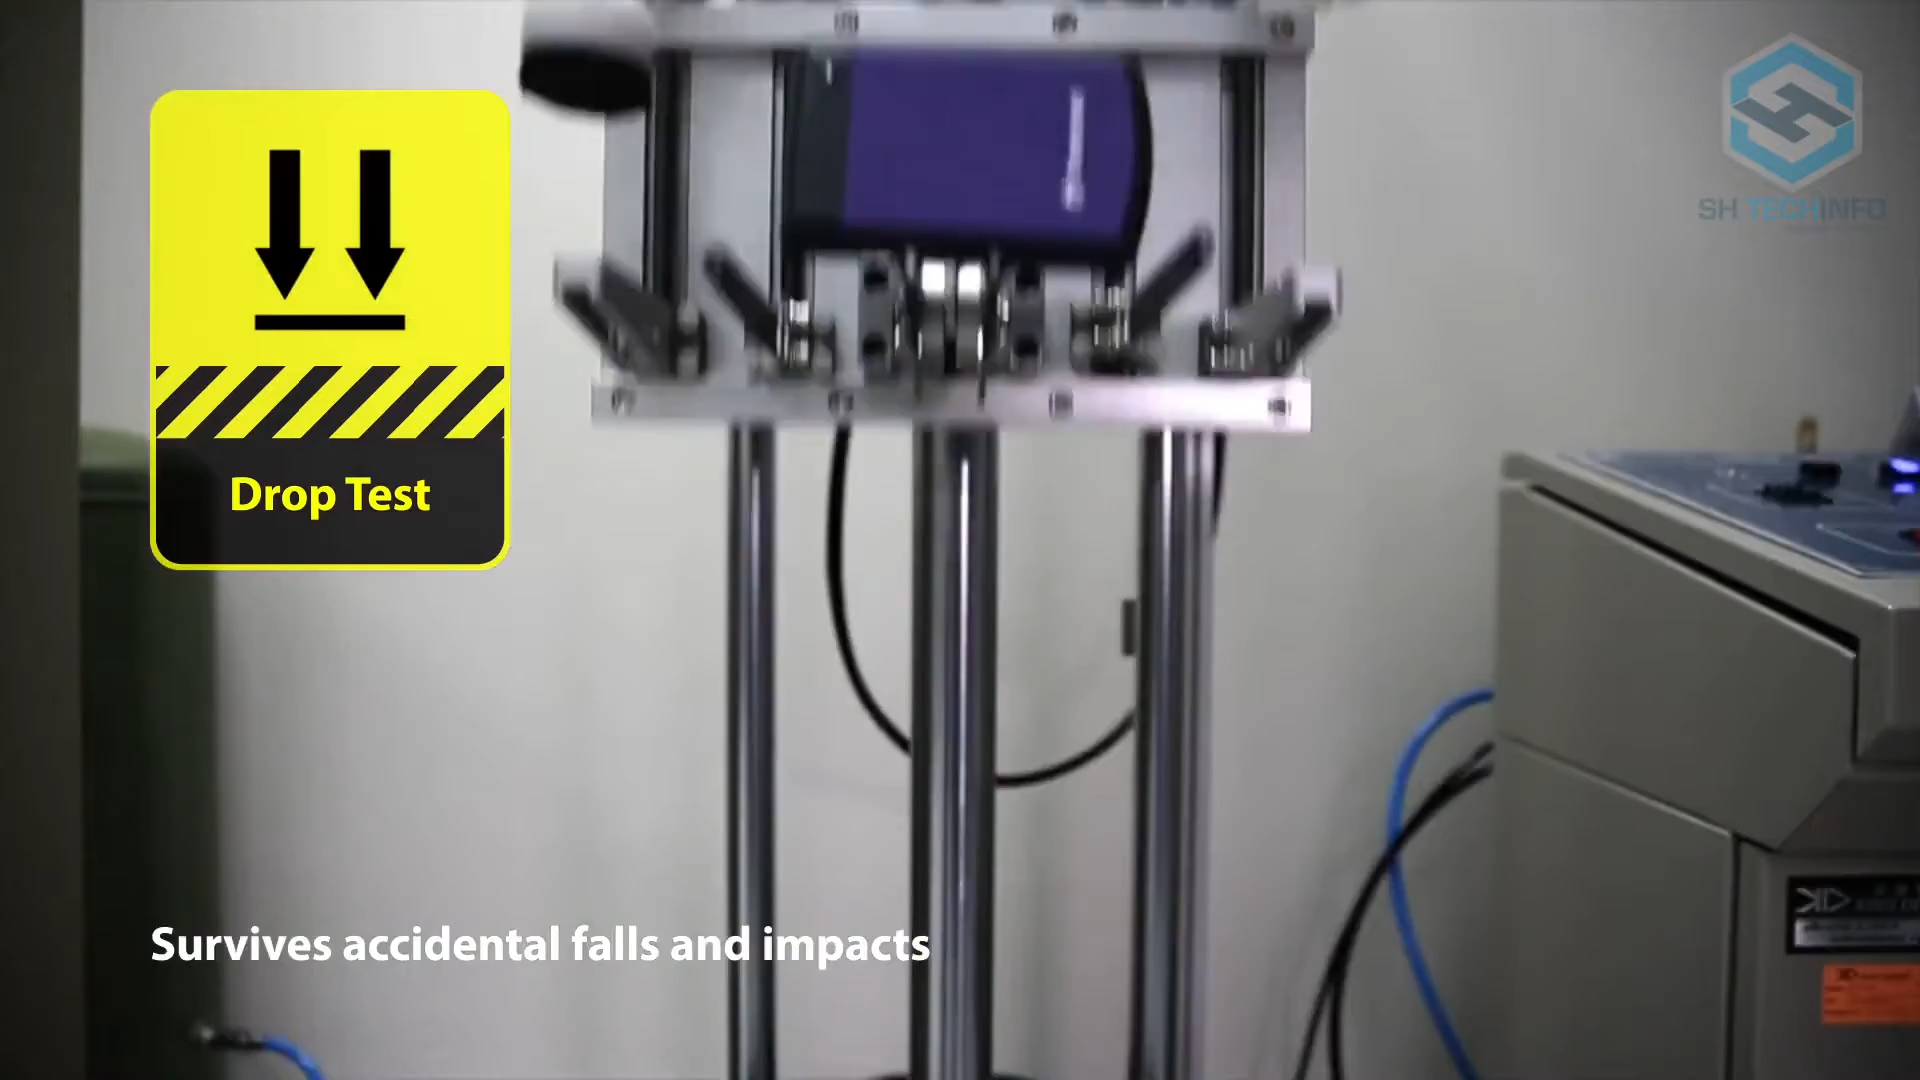 SH TECHINFO
Drop Test
Survives accidental falls and impacts